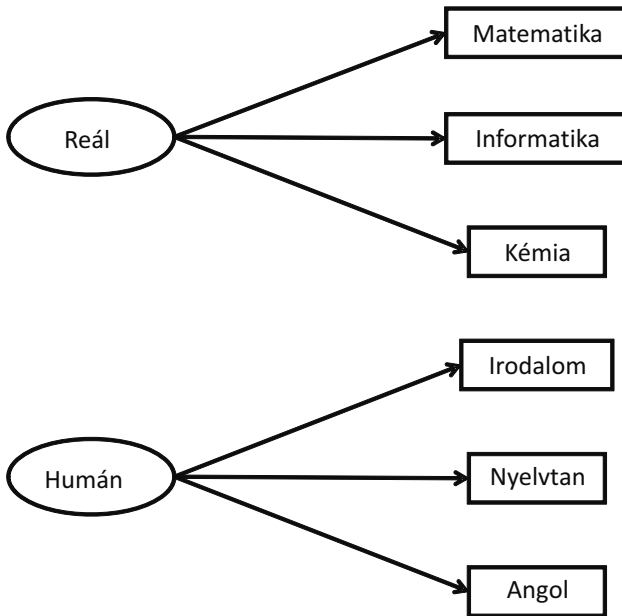 Matematika
Reál
Informatika
Kémia
Irodalom
Humán
Nyelvtan
Angol